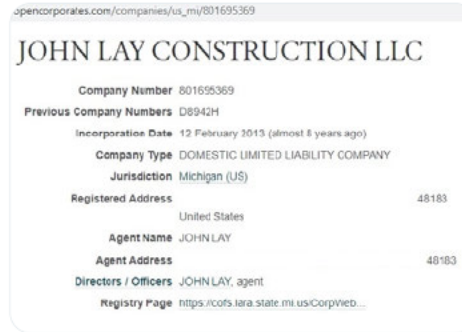 opencorporates.com/companies/us_mi/801695369
JOHN LAY CONSTRUCTION LLC
Company Number 801695369
Previous Company Numbers D8942H
Incorporation Date 12 February 2013 (almost 8 years ago)
Company Type DOMESTIC LIMITED LIABILITY COMPANY
Jurisdiction Michigan (US)
Registered Address 48183
United States
Agent Name JOHN LAY
Agent Address 48183
Directors / Officers JOHN LAY, agent
Registry Page https://cofs.lara.state.mi.us/CorpWeb...